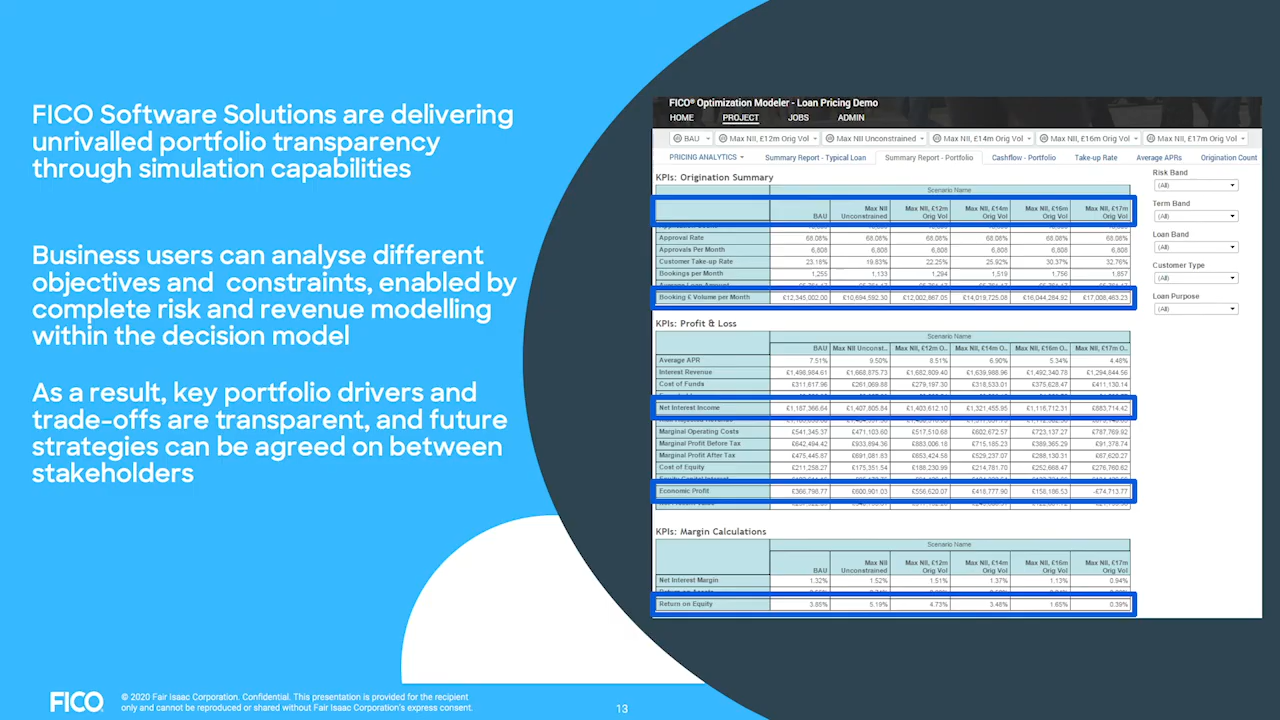 FICO Software Solutions are delivering
unrivalled portfolio transparency
through simulation capabilities
Business users can analyse different
objectives and constraints, enabled by
complete risk and revenue modelling
within the decision model
As a result, key portfolio drivers and
trade-offs are transparent, and future
strategies can be agreed on between
stakeholders
FICO® Optimization Modeler - Loan Pricing Demo
HOME PROJECT JOBS ADMIN
BAU Max NII, £12m Orig Vol Max NII Unconstrained Max NII, £14m Orig Vol Max NII, £16m Orig Vol Max NII, £17m Orig Vol
PRICING ANALYTICS Summary Report - Typical Loan Summary Report - Portfolio Cashflow - Portfolio Take-up Rate Average APRs Origination Count
KPIs: Origination Summary
Scenario Name
BAU Max NII Unconstrained Max NII, £12m Orig Vol Max NII, £14m Orig Vol Max NII, £16m Orig Vol Max NII, £17m Orig Vol
Approval Rate 68.08% 68.08% 68.08% 68.08% 68.08% 68.08%
Approvals Per Month 6,808 6,808 6,808 6,808 6,808 6,808
Customer Take-up Rate 23.18% 19.83% 22.25% 25.92% 30.37% 32.76%
Bookings per Month 1,255 1,133 1,294 1,519 1,756 1,857
Booking £ Volume per Month £12,345,002.00 £10,694,592.30 £12,002,867.05 £14,019,725.08 £16,044,264.92 £17,008,463.23
Risk Band
(All)
Term Band
(All)
Loan Band
(All)
Customer Type
(All)
Loan Purpose
(All)
KPIs: Profit & Loss
Scenario Name
BAU Max NII Unconst.. Max NII, £12m O.. Max NII, £14m O.. Max NII, £16m O.. Max NII, £17m O..
Average APR 7.51% 9.50% 8.51% 6.90% 5.34% 4.48%
Interest Revenue £1,498,984.61 £1,668,875.73 £1,682,809.40 £1,639,988.96 £1,492,340.78 £1,294,844.56
Cost of Funds £311,617.96 £261,069.88 £279,197.30 £318,533.01 £375,628.47 £411,130.14
Net Interest Income £1,187,366.64 £1,407,805.84 £1,403,612.10 £1,321,455.95 £1,116,712.31 £883,714.42
Marginal Operating Costs £541,345.37 £471,103.60 £517,510.68 £602,672.57 £723,137.27 £787,769.92
Marginal Profit Before Tax £642,494.42 £933,894.36 £883,006.18 £715,185.23 £389,365.29 £91,378.74
Marginal Profit After Tax £475,445.87 £691,081.83 £653,424.58 £529,237.07 £288,130.31 £67,620.27
Cost of Equity £211,258.27 £175,351.54 £188,230.99 £214,781.70 £252,668.47 £276,760.62
Economic Profit £366,798.77 £600,901.03 £556,620.07 £418,777.90 £158,186.53 -£74,713.77
KPIs: Margin Calculations
Scenario Name
BAU Max NII Unconstrained Max NII, £12m Orig Vol Max NII, £14m Orig Vol Max NII, £16m Orig Vol Max NII, £17m Orig Vol
Net Interest Margin 1.32% 1.52% 1.51% 1.37% 1.13% 0.94%
Return on Equity 3.85% 5.19% 4.73% 3.48% 1.65% 0.39%
FICO
© 2020 Fair Isaac Corporation. Confidential. This presentation is provided for the recipient
only and cannot be reproduced or shared without Fair Isaac Corporation's express consent.
13